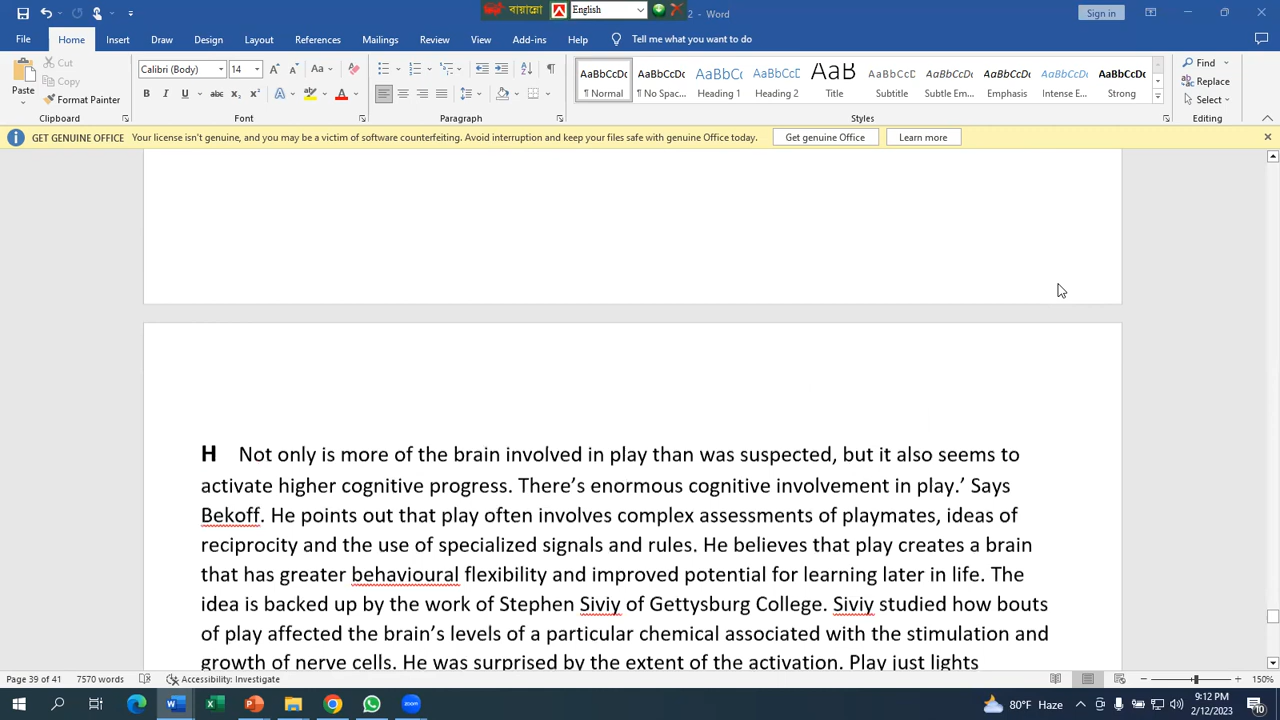 বায়ান্নো English 2 - Word Sign in
File Home Insert Draw Design Layout References Mailings Review View Add-ins Help Tell me what you want to do
Paste Cut Copy Format Painter
Calibri (Body) 14 A A Aa A
B I U abc x₂ x² A A
¶ AaBbCcDc AaBbCcDc AaBbCc AaBbCcD AaB AaBbCcD AaBbCcDc AaBbCcDc AaBbCcDc AaBbCcDc
¶ Normal ¶ No Spac... Heading 1 Heading 2 Title Subtitle Subtle Em... Emphasis Intense E... Strong
Find
Replace
Select
Clipboard Font Paragraph Styles Editing
GET GENUINE OFFICE Your license isn't genuine, and you may be a victim of software counterfeiting. Avoid interruption and keep your files safe with genuine Office today. Get genuine Office Learn more
H Not only is more of the brain involved in play than was suspected, but it also seems to
activate higher cognitive progress. There’s enormous cognitive involvement in play.’ Says
Bekoff. He points out that play often involves complex assessments of playmates, ideas of
reciprocity and the use of specialized signals and rules. He believes that play creates a brain
that has greater behavioural flexibility and improved potential for learning later in life. The
idea is backed up by the work of Stephen Siviy of Gettysburg College. Siviy studied how bouts
of play affected the brain’s levels of a particular chemical associated with the stimulation and
growth of nerve cells. He was surprised by the extent of the activation. Play just lights
Page 39 of 41 7570 words Accessibility: Investigate 150%
zoom 80°F Haze 9:12 PM
2/12/2023 10